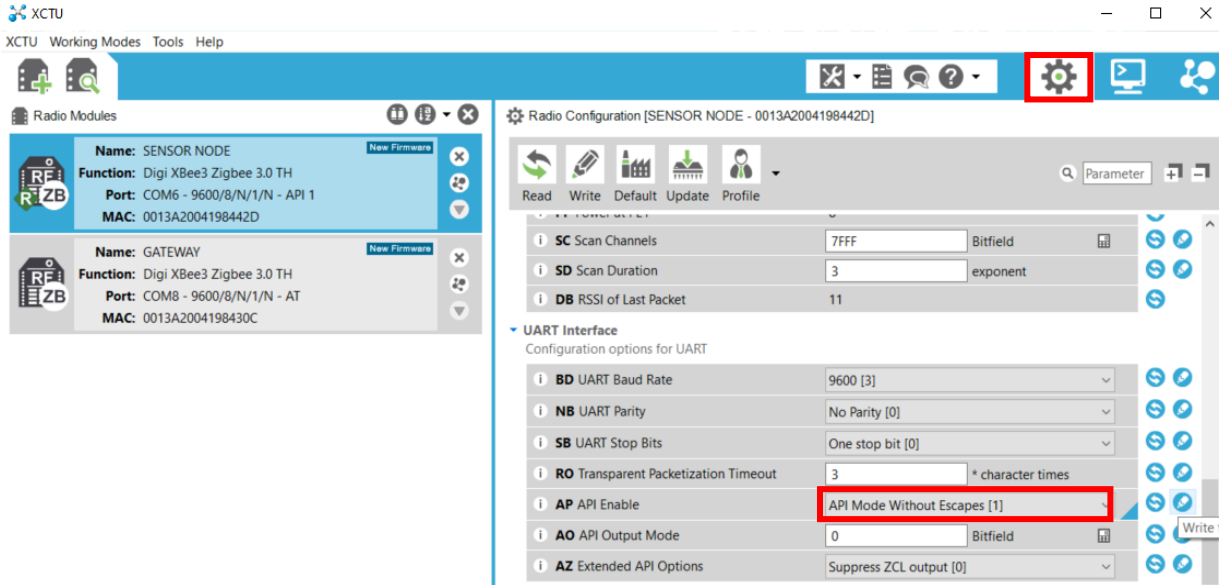 XCTU
XCTU Working Modes Tools Help
Radio Modules
Name: SENSOR NODE
New Firmware
Function: Digi XBee3 Zigbee 3.0 TH
Port: COM6 - 9600/8/N/1/N - API 1
MAC: 0013A2004198442D
RF
R ZB
Name: GATEWAY
New Firmware
Function: Digi XBee3 Zigbee 3.0 TH
Port: COM8 - 9600/8/N/1/N - AT
MAC: 0013A2004198430C
RF
ZB
Radio Configuration [SENSOR NODE - 0013A2004198442D]
Read Write Default Update Profile
Parameter
i SC Scan Channels 7FFF Bitfield
i SD Scan Duration 3 exponent
i DB RSSI of Last Packet 11
UART Interface
Configuration options for UART
i BD UART Baud Rate 9600 [3]
i NB UART Parity No Parity [0]
i SB UART Stop Bits One stop bit [0]
i RO Transparent Packetization Timeout 3 * character times
i AP API Enable API Mode Without Escapes [1]
i AO API Output Mode 0 Bitfield
Write
i AZ Extended API Options Suppress ZCL output [0]